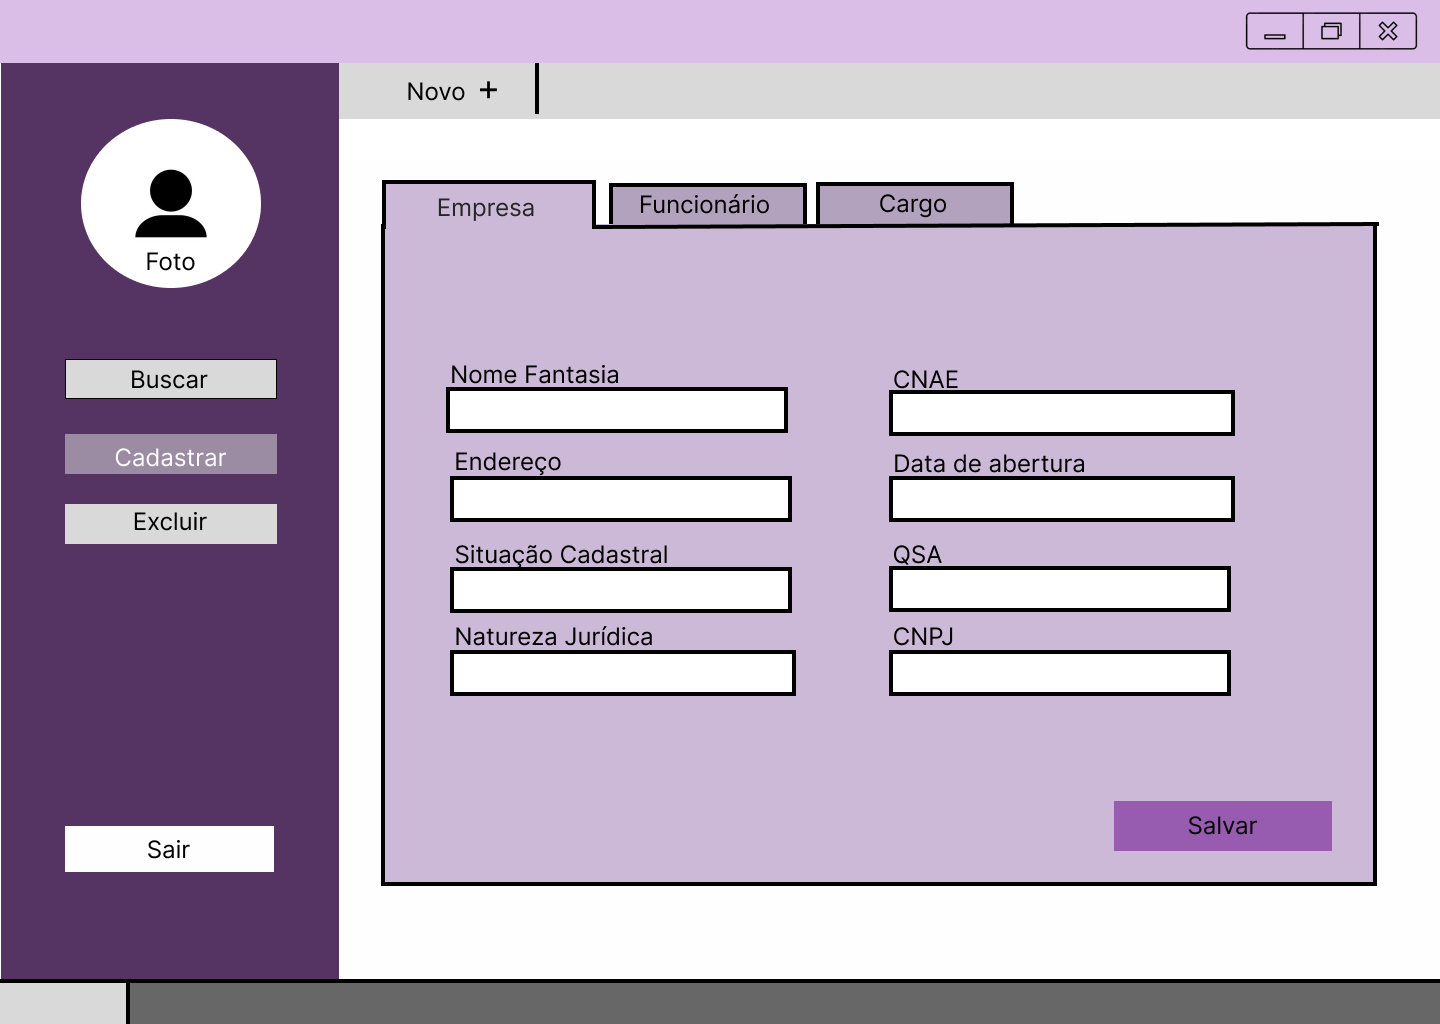 Novo +
Foto
Buscar
Cadastrar
Excluir
Sair
Empresa
Funcionário
Cargo
Nome Fantasia
CNAE
Endereço
Data de abertura
Situação Cadastral
QSA
Natureza Jurídica
CNPJ
Salvar